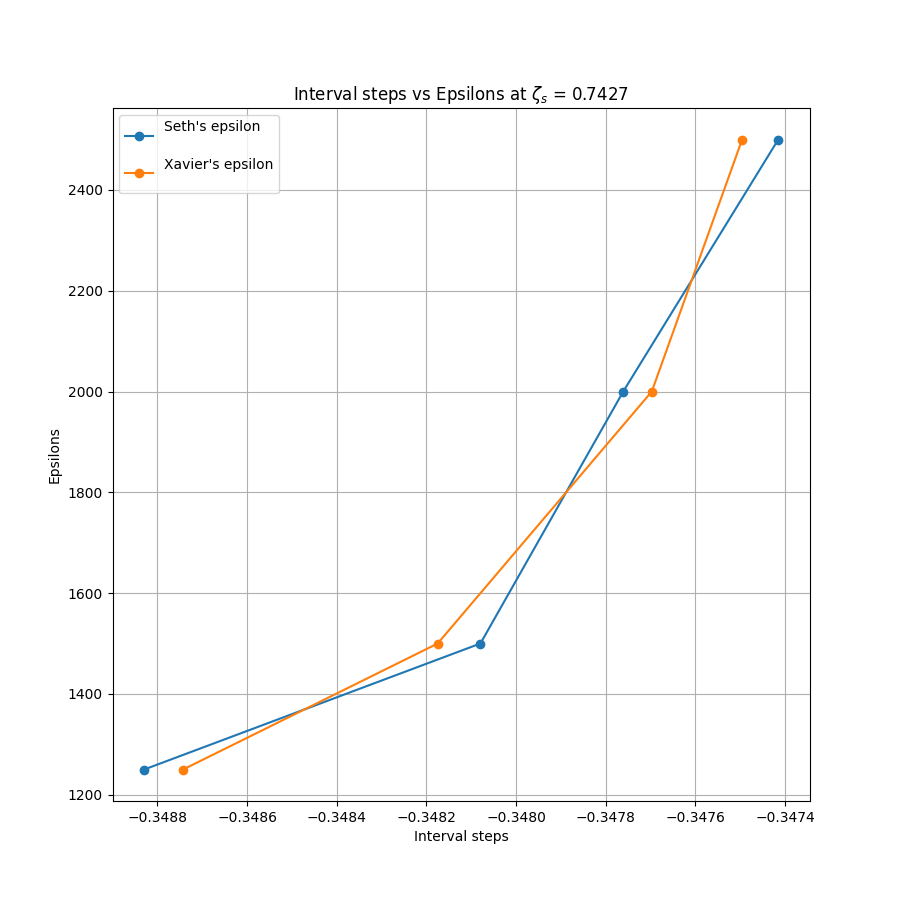 Interval steps vs Epsilons at ζₛ = 0.7427
Seth's epsilon
Xavier's epsilon
2400
2200
2000
1800
1600
1400
1200
Epsilons
−0.3488 −0.3486 −0.3484 −0.3482 −0.3480 −0.3478 −0.3476 −0.3474
Interval steps